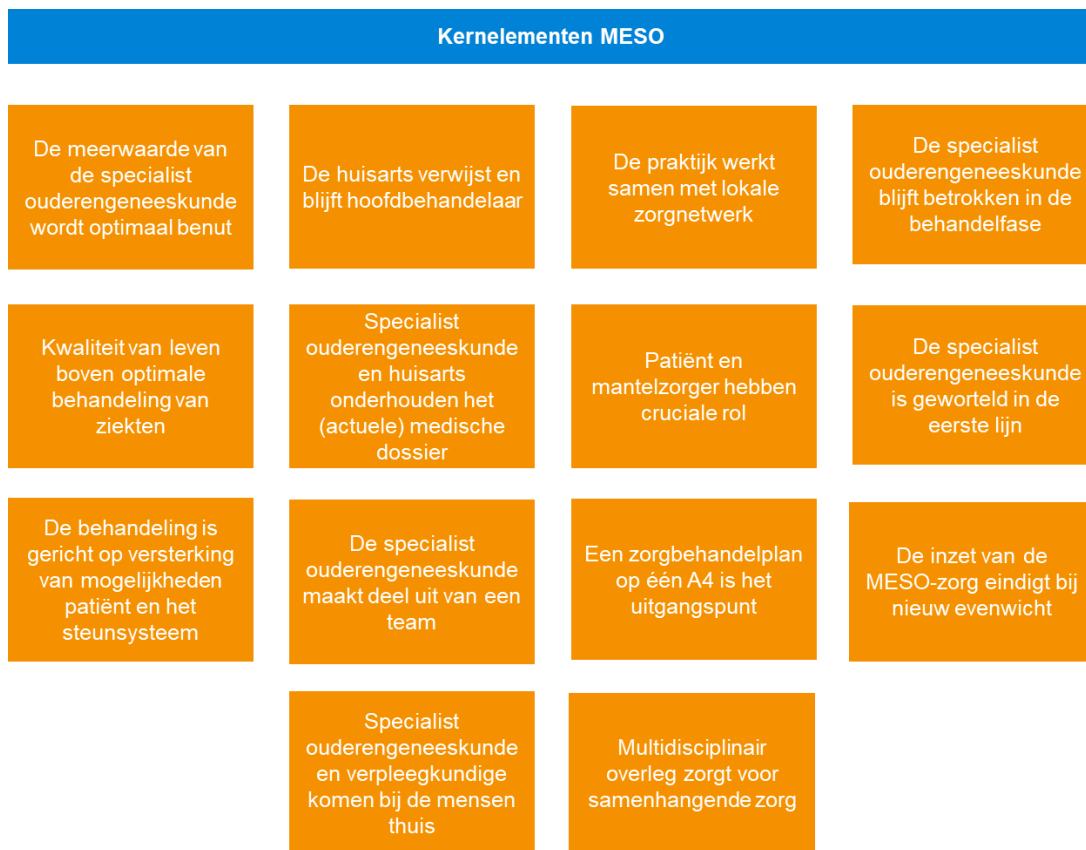 Kernelementen MESO
De meerwaarde van
de specialist
ouderengeneeskunde
wordt optimaal benut
De huisarts verwijst en
blijft hoofdbehandelaar
De praktijk werkt
samen met lokale
zorgnetwerk
De specialist
ouderengeneeskunde
blijft betrokken in de
behandelfase
Kwaliteit van leven
boven optimale
behandeling van
ziekten
Specialist
ouderengeneeskunde
en huisarts
onderhouden het
(actuele) medische
dossier
Patiënt en
mantelzorger hebben
cruciale rol
De specialist
ouderengeneeskunde
is geworteld in de
eerste lijn
De behandeling is
gericht op versterking
van mogelijkheden
patiënt en het
steunsysteem
De specialist
ouderengeneeskunde
maakt deel uit van een
team
Een zorgbehandelplan
op één A4 is het
uitgangspunt
De inzet van de
MESO-zorg eindigt bij
nieuw evenwicht
Specialist
ouderengeneeskunde
en verpleegkundige
komen bij de mensen
thuis
Multidisciplinair
overleg zorgt voor
samenhangende zorg